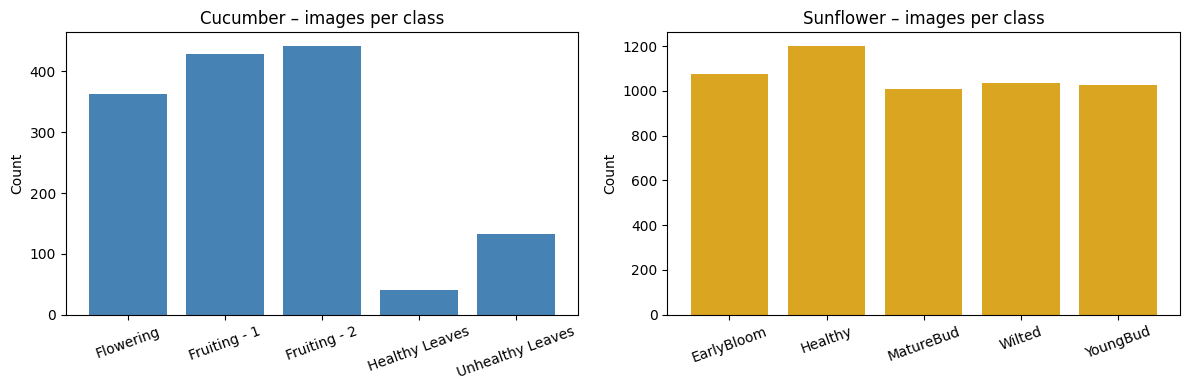 Cucumber – images per class
Count
400
300
200
100
0
Flowering
Fruiting - 1
Fruiting - 2
Healthy Leaves
Unhealthy Leaves
Sunflower – images per class
Count
1200
1000
800
600
400
200
0
EarlyBloom
Healthy
MatureBud
Wilted
YoungBud